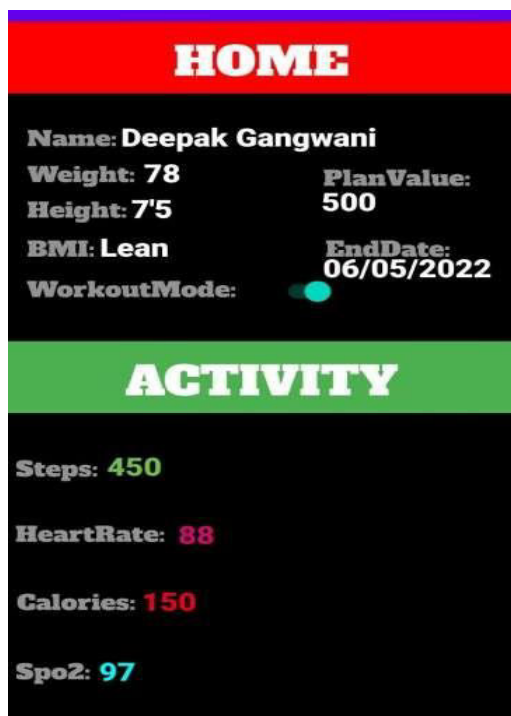 HOME
Name: Deepak Gangwani
Weight: 78
PlanValue:
Height: 7'5
500
BMI: Lean
EndDate:
06/05/2022
WorkoutMode:
ACTIVITY
Steps: 450
HeartRate: 88
Calories: 150
Spo2: 97